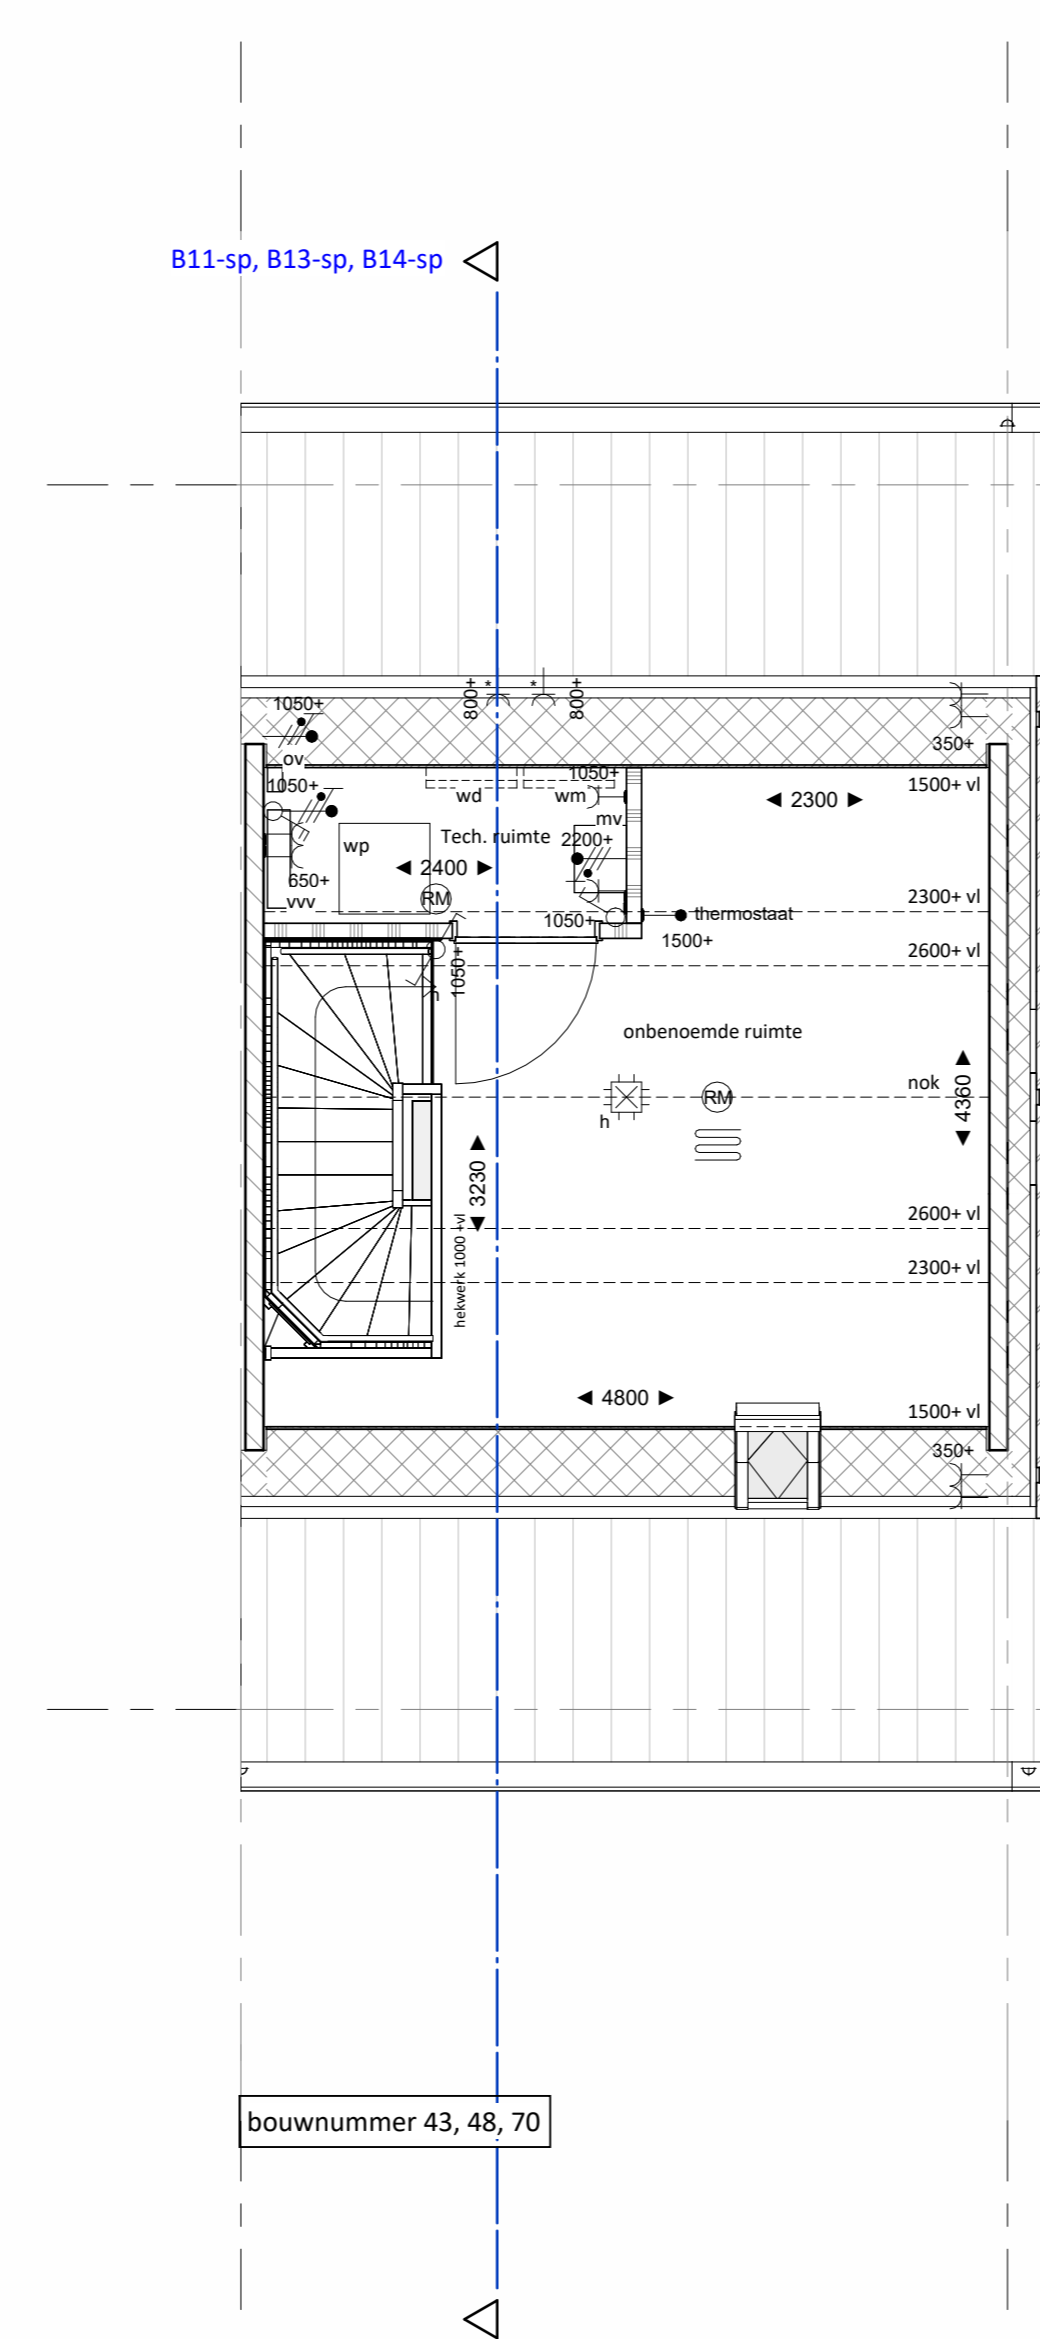 B11-sp, B13-sp, B14-sp
800+
*
*
800+
1050+
350+
ov
1050+
1050+
1500+ vl
wd
wm
2300
mv
Tech. ruimte
2200+
wp
2400
650+
RM
vvv
2300+ vl
1050+
thermostaat
1500+
2600+ vl
1050+
h
onbenoemde ruimte
nok
4360
RM
h
3230
2600+ vl
hekwerk 1000 +vl
2300+ vl
4800
1500+ vl
350+
bouwnummer 43, 48, 70